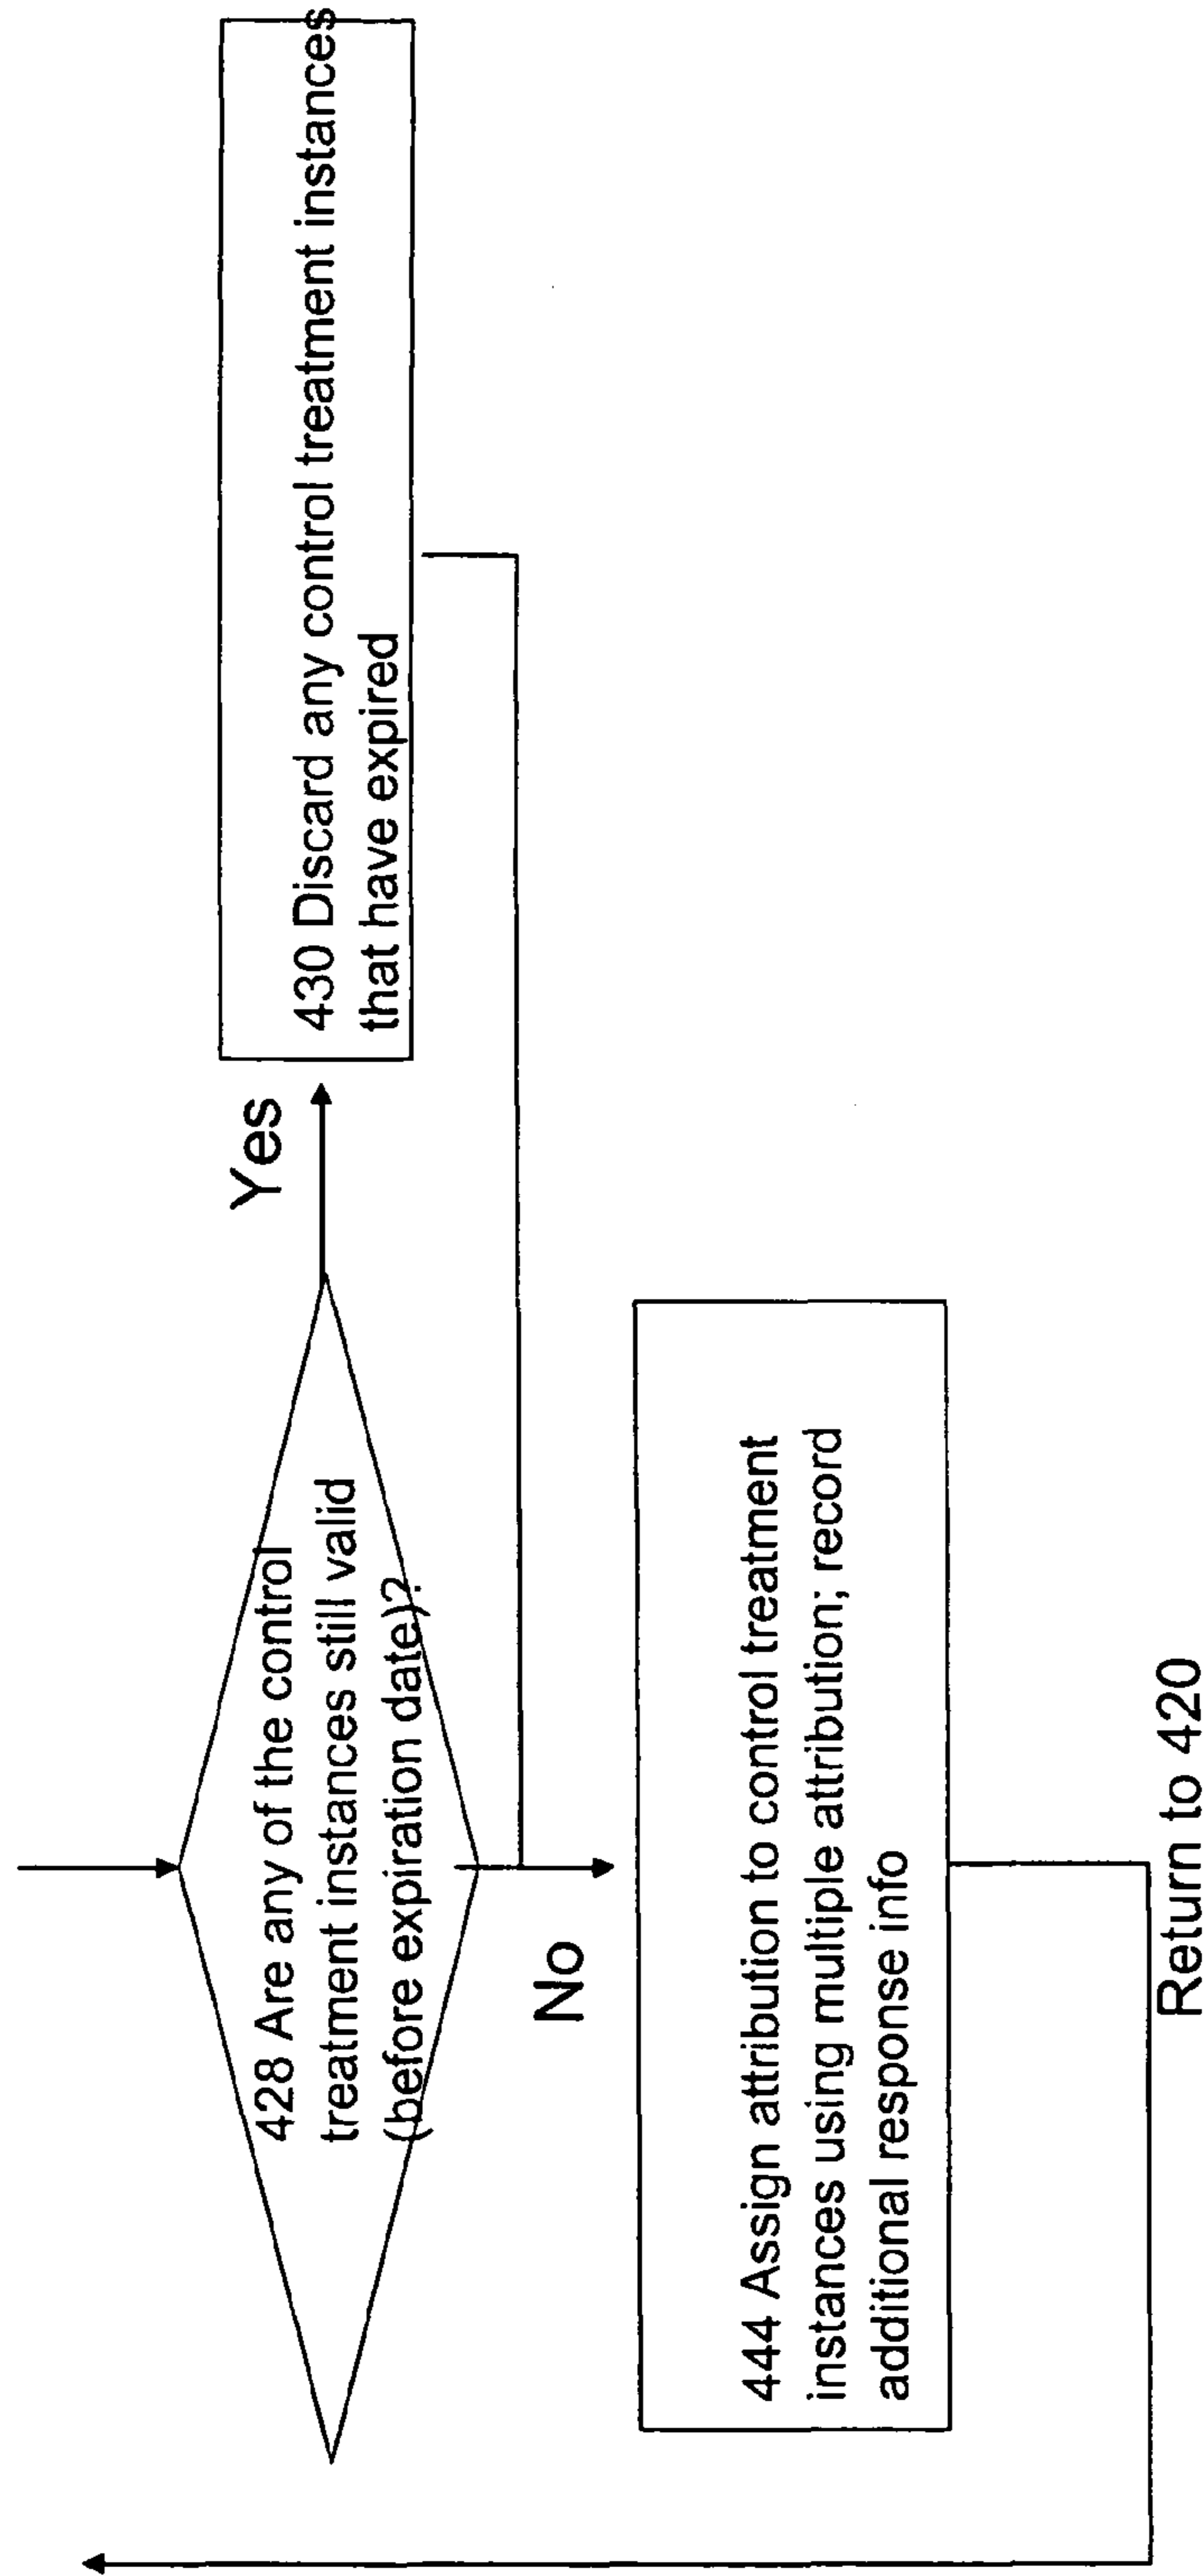 428 Are any of the control
treatment instances still valid
(before expiration date)?
Yes
430 Discard any control treatment instances
that have expired
No
444 Assign attribution to control treatment
instances using multiple attribution; record
additional response info
Return to 420